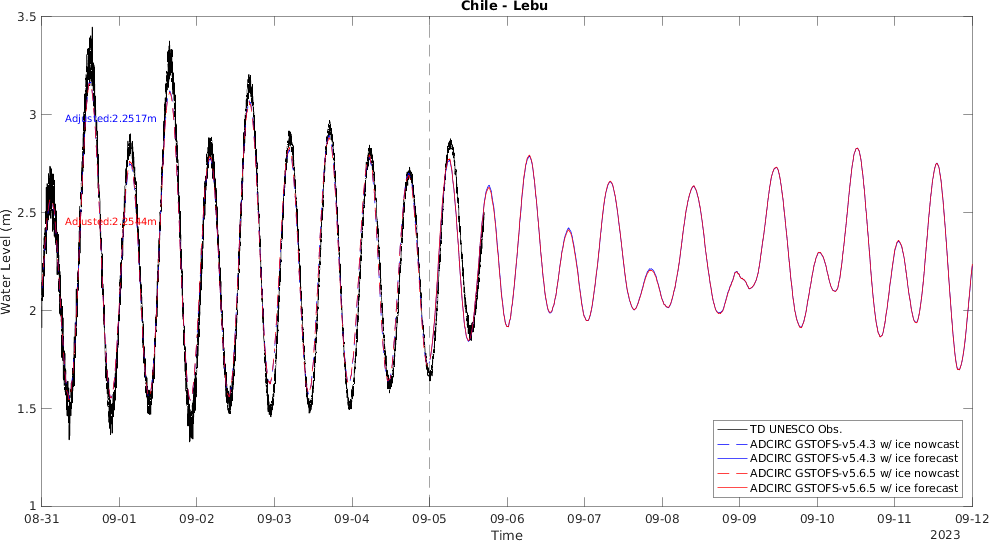 Chile - Lebu
3.5
3
2.5
2
1.5
1
Water Level (m)
Adjusted:2.2517m
Adjusted:2.2544m
TD UNESCO Obs.
ADCIRC GSTOFS-v5.4.3 w/ ice nowcast
ADCIRC GSTOFS-v5.4.3 w/ ice forecast
ADCIRC GSTOFS-v5.6.5 w/ ice nowcast
ADCIRC GSTOFS-v5.6.5 w/ ice forecast
08-31 09-01 09-02 09-03 09-04 09-05 09-06 09-07 09-08 09-09 09-10 09-11 09-12
Time
2023